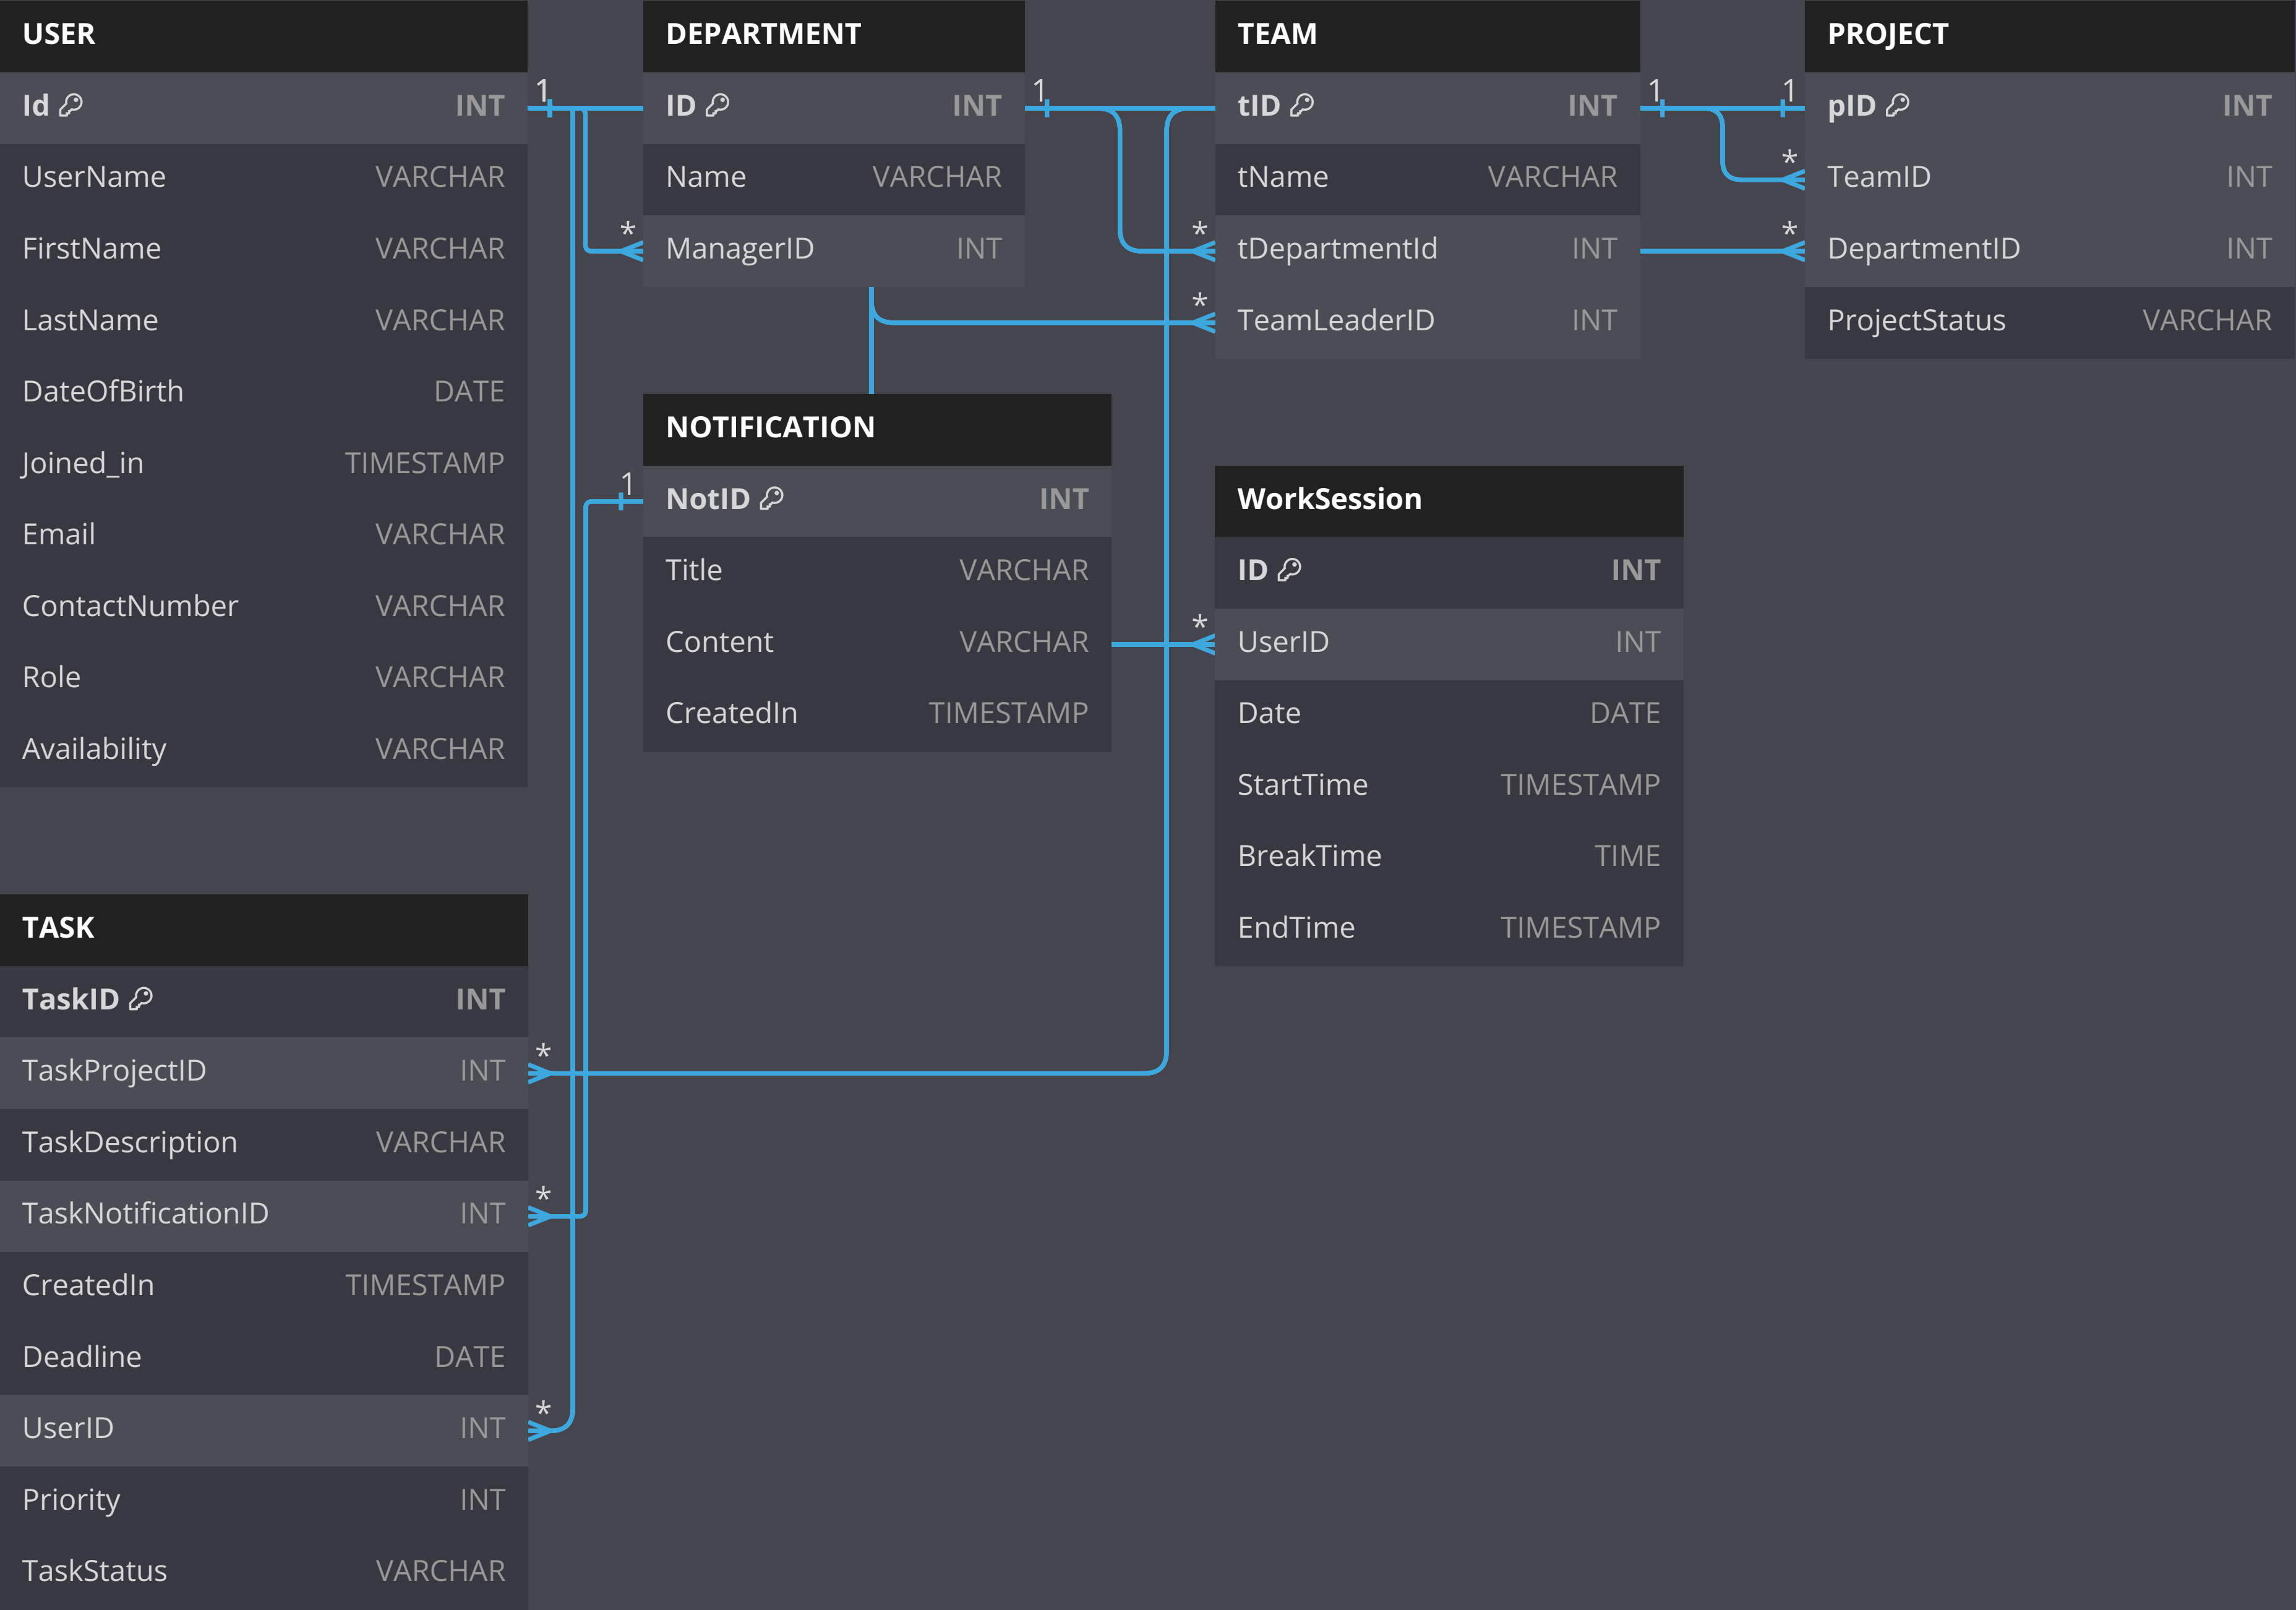 USER
Id INT
UserName VARCHAR
FirstName VARCHAR
LastName VARCHAR
DateOfBirth DATE
Joined_in TIMESTAMP
Email VARCHAR
ContactNumber VARCHAR
Role VARCHAR
Availability VARCHAR
1
DEPARTMENT
ID INT
Name VARCHAR
* ManagerID INT
1
TEAM
tID INT
tName VARCHAR
* tDepartmentId INT
* TeamLeaderID INT
1
PROJECT
1 pID INT
* TeamID INT
* DepartmentID INT
ProjectStatus VARCHAR
NOTIFICATION
1 NotID INT
Title VARCHAR
Content VARCHAR
CreatedIn TIMESTAMP
WorkSession
ID INT
* UserID INT
Date DATE
StartTime TIMESTAMP
BreakTime TIME
EndTime TIMESTAMP
TASK
TaskID INT
TaskProjectID INT *
TaskDescription VARCHAR
TaskNotificationID INT *
CreatedIn TIMESTAMP
Deadline DATE
UserID INT *
Priority INT
TaskStatus VARCHAR